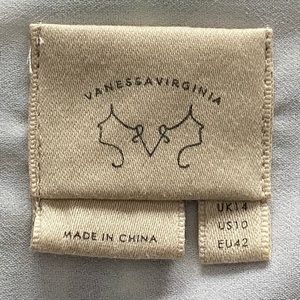 VANESSAVIRGINIA
MADE IN CHINA
UK14
US10
EU42